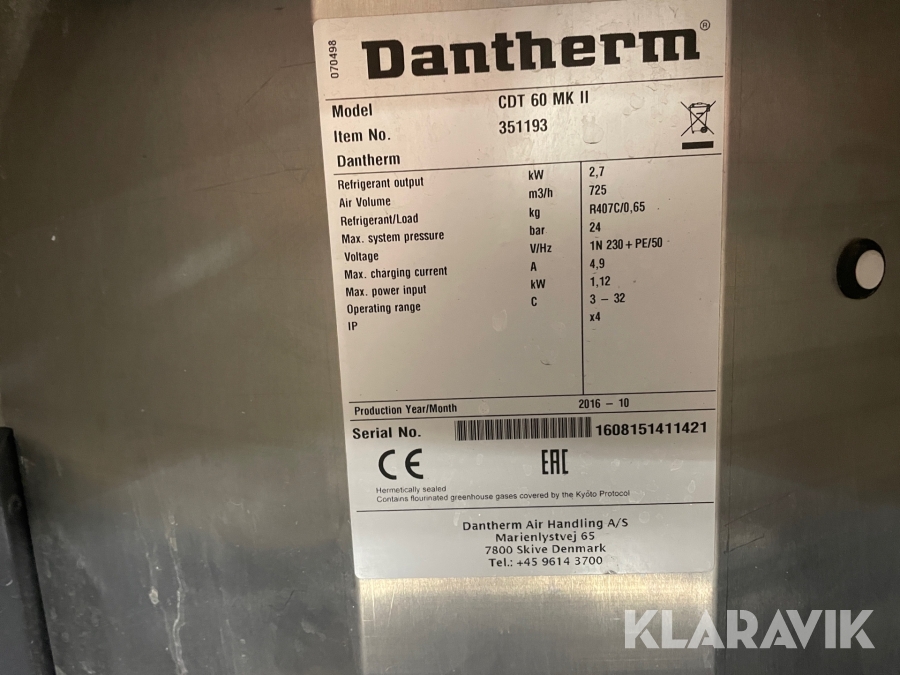 070498
Dantherm®
Model CDT 60 MK II
Item No. 351193
Dantherm
Refrigerant output kW 2,7
Air Volume m3/h 725
Refrigerant/Load kg R407C/0,65
Max. system pressure bar 24
Voltage V/Hz 1N 230 + PE/50
Max. charging current A 4,9
Max. power input kW 1,12
Operating range C 3 - 32
IP x4
Production Year/Month 2016 - 10
Serial No. 1608151411421
CE EAC
Hermetically sealed
Contains flourinated greenhouse gases covered by the Kyoto Protocol
Dantherm Air Handling A/S
Marienlystvej 65
7800 Skive Denmark
Tel.: +45 9614 3700
KLARAVIK